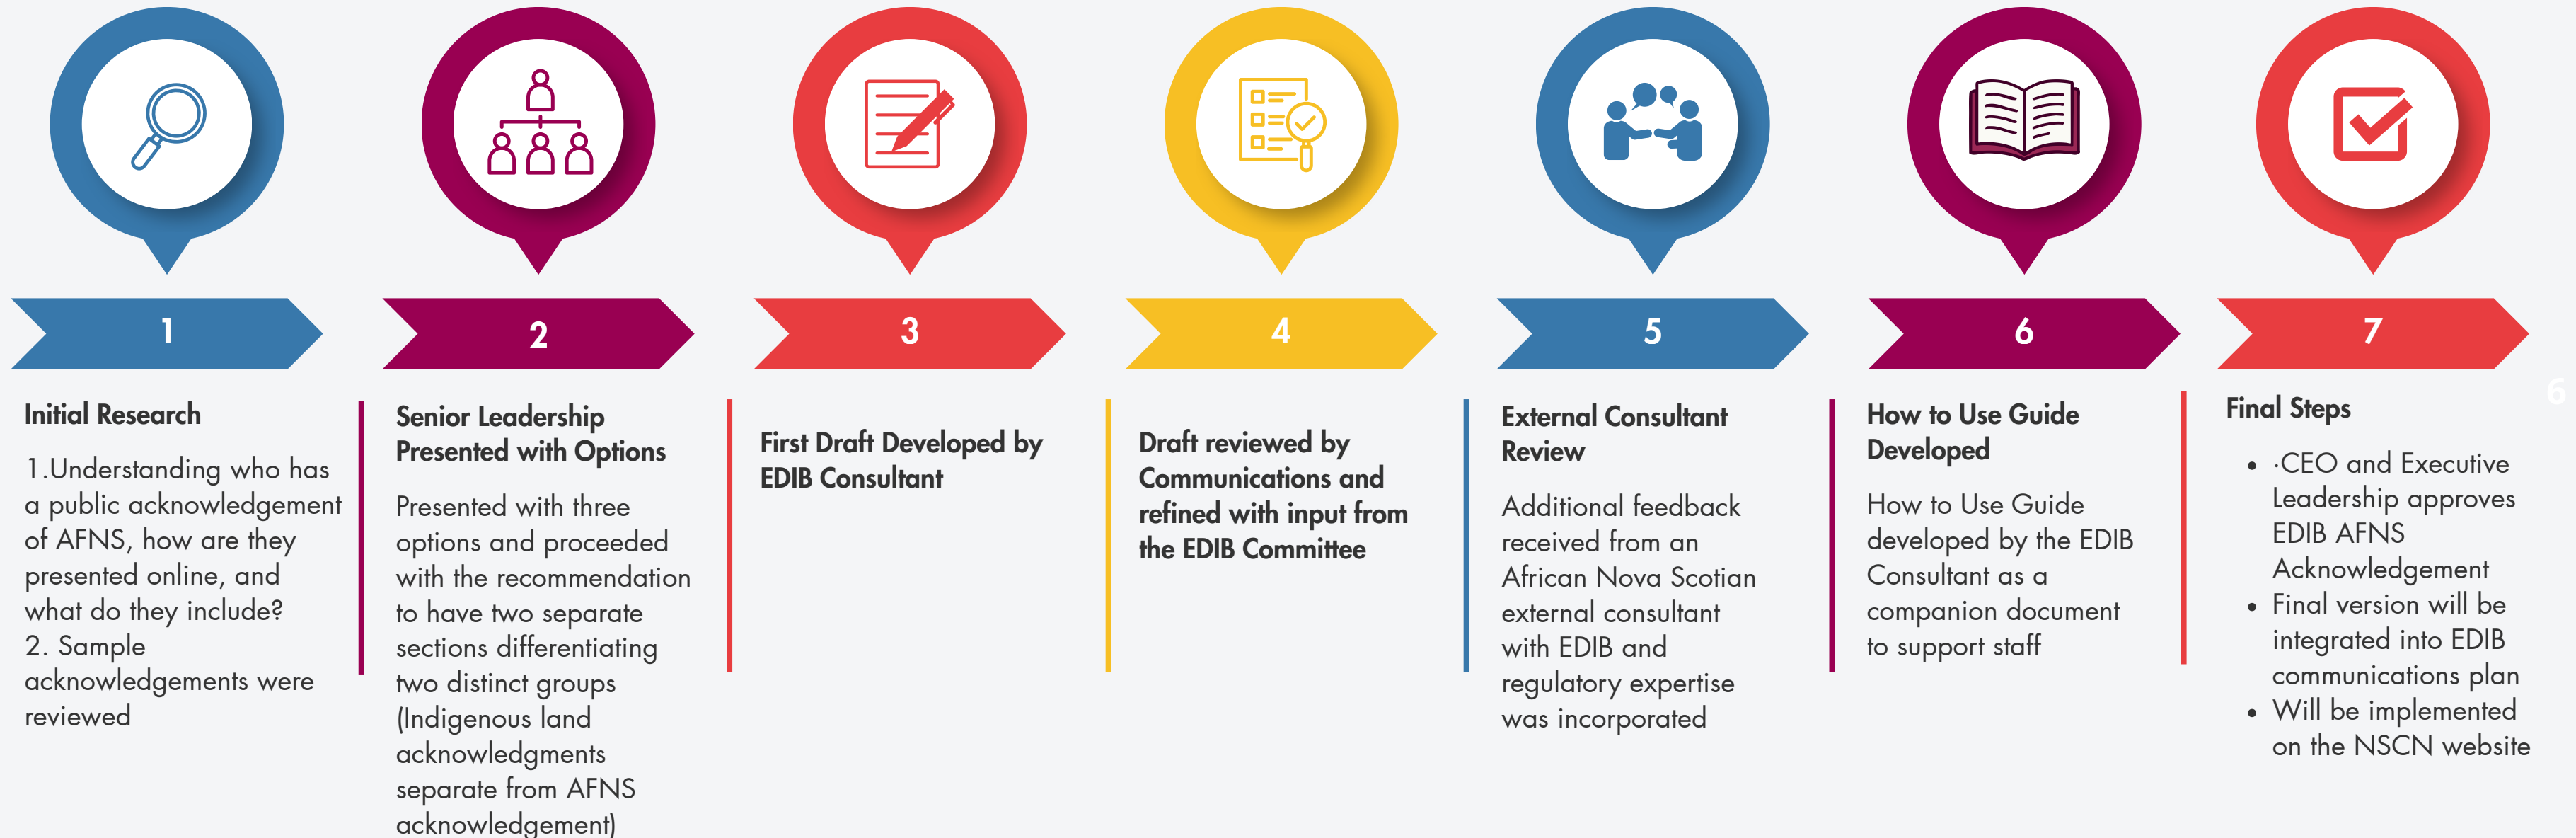 1
Initial Research
1.Understanding who has
a public acknowledgement
of AFNS, how are they
presented online, and
what do they include?
2. Sample
acknowledgements were
reviewed
2
Senior Leadership
Presented with Options
Presented with three
options and proceeded
with the recommendation
to have two separate
sections differentiating
two distinct groups
(Indigenous land
acknowledgments
separate from AFNS
acknowledgement)
3
First Draft Developed by
EDIB Consultant
4
Draft reviewed by
Communications and
refined with input from
the EDIB Committee
5
External Consultant
Review
Additional feedback
received from an
African Nova Scotian
external consultant
with EDIB and
regulatory expertise
was incorporated
6
How to Use Guide
Developed
How to Use Guide
developed by the EDIB
Consultant as a
companion document
to support staff
7
Final Steps
• ·CEO and Executive
Leadership approves
EDIB AFNS
Acknowledgement
• Final version will be
integrated into EDIB
communications plan
• Will be implemented
on the NSCN website
6